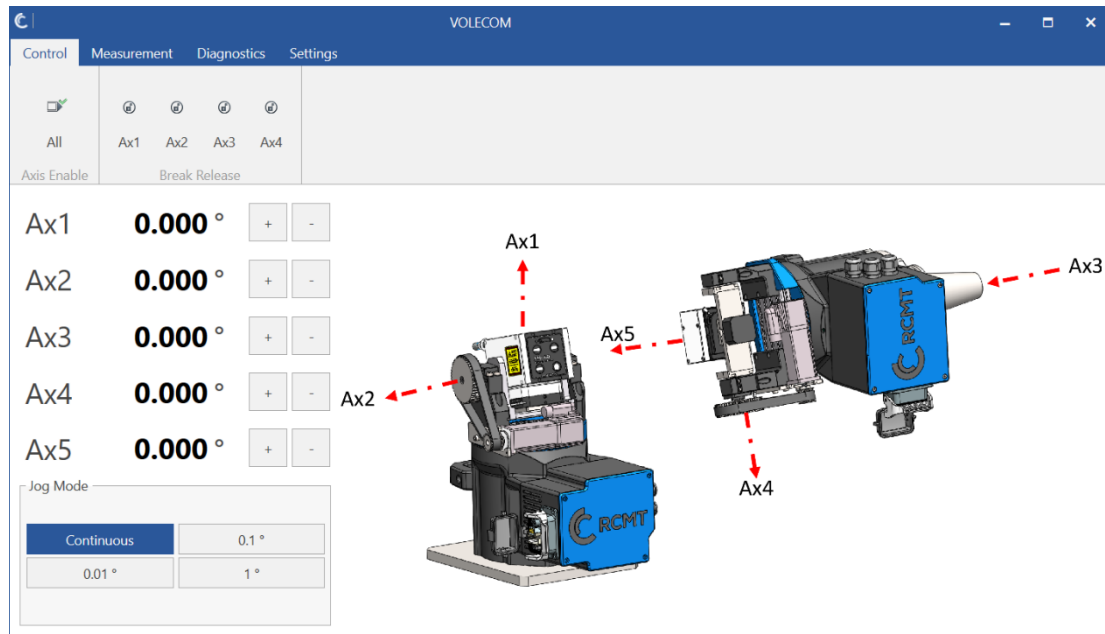 VOLECOM
Control Measurement Diagnostics Settings
All Ax1 Ax2 Ax3 Ax4
Axis Enable Break Release
Ax1 0.000 ° + -
Ax2 0.000 ° + -
Ax3 0.000 ° + -
Ax4 0.000 ° + -
Ax5 0.000 ° + -
Jog Mode
Continuous 0.1 °
0.01 ° 1 °
Ax1
Ax2
RCMT
Ax3
Ax5
Ax4
RCMT